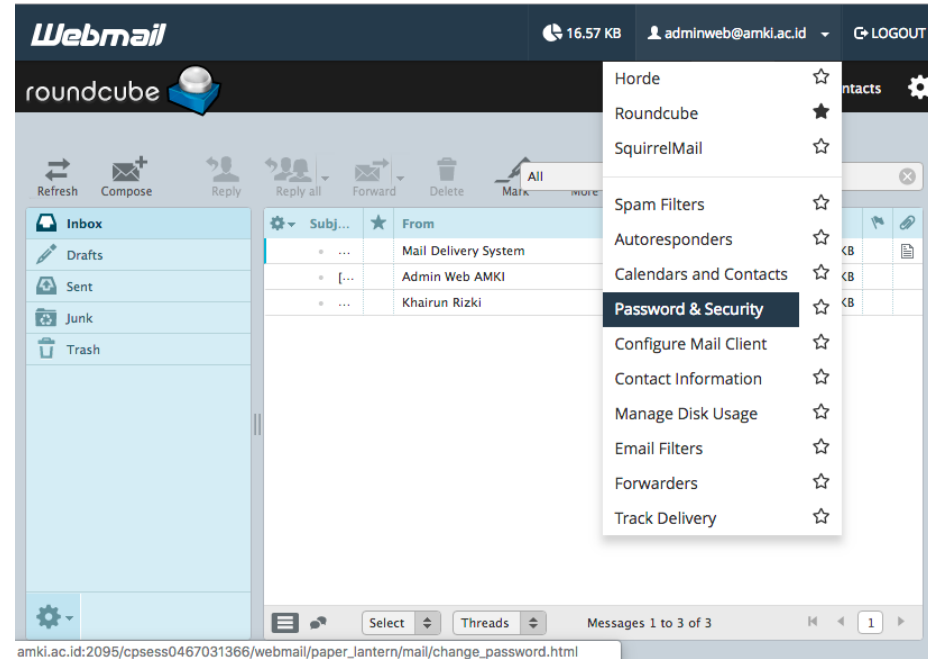 Webmail
16.57 KB
adminweb@amki.ac.id
LOGOUT
roundcube
ntacts
Horde
Roundcube
SquirrelMail
Spam Filters
Autoresponders
Calendars and Contacts
Password & Security
Configure Mail Client
Contact Information
Manage Disk Usage
Email Filters
Forwarders
Track Delivery
Refresh
Compose
Reply
Reply all
Forward
Delete
Mark
More
All
Inbox
Drafts
Sent
Junk
Trash
Subj...
From
... Mail Delivery System KB
[... Admin Web AMKI KB
... Khairun Rizki KB
Select
Threads
Messages 1 to 3 of 3
1
amki.ac.id:2095/cpsess0467031366/webmail/paper_lantern/mail/change_password.html